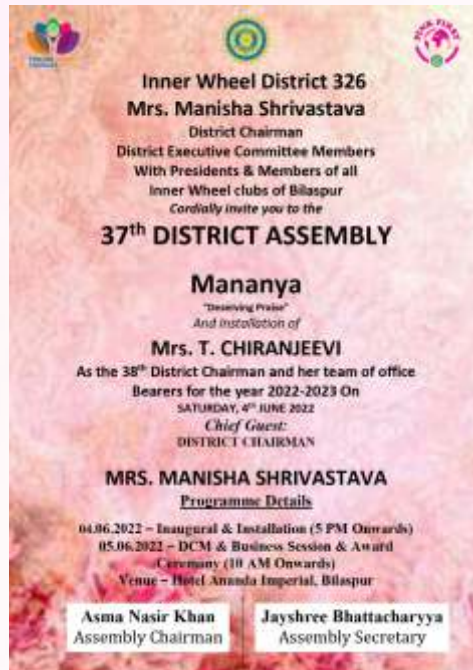 PINK FIRST
Inner Wheel District 326
Mrs. Manisha Shrivastava
District Chairman
District Executive Committee Members
With Presidents & Members of all
Inner Wheel clubs of Bilaspur
Cordially invite you to the
37th DISTRICT ASSEMBLY
Mananya
"Deserving Praise"
And Installation of
Mrs. T. CHIRANJEEVI
As the 38th District Chairman and her team of office
Bearers for the year 2022-2023 On
SATURDAY, 4th JUNE 2022
Chief Guest:
DISTRICT CHAIRMAN
MRS. MANISHA SHRIVASTAVA
Programme Details
04.06.2022 – Inaugural & Installation (5 PM Onwards)
05.06.2022 – DCM & Business Session & Award
Ceremony (10 AM Onwards)
Venue – Hotel Ananda Imperial, Bilaspur
Asma Nasir Khan
Assembly Chairman
Jayshree Bhattacharyya
Assembly Secretary